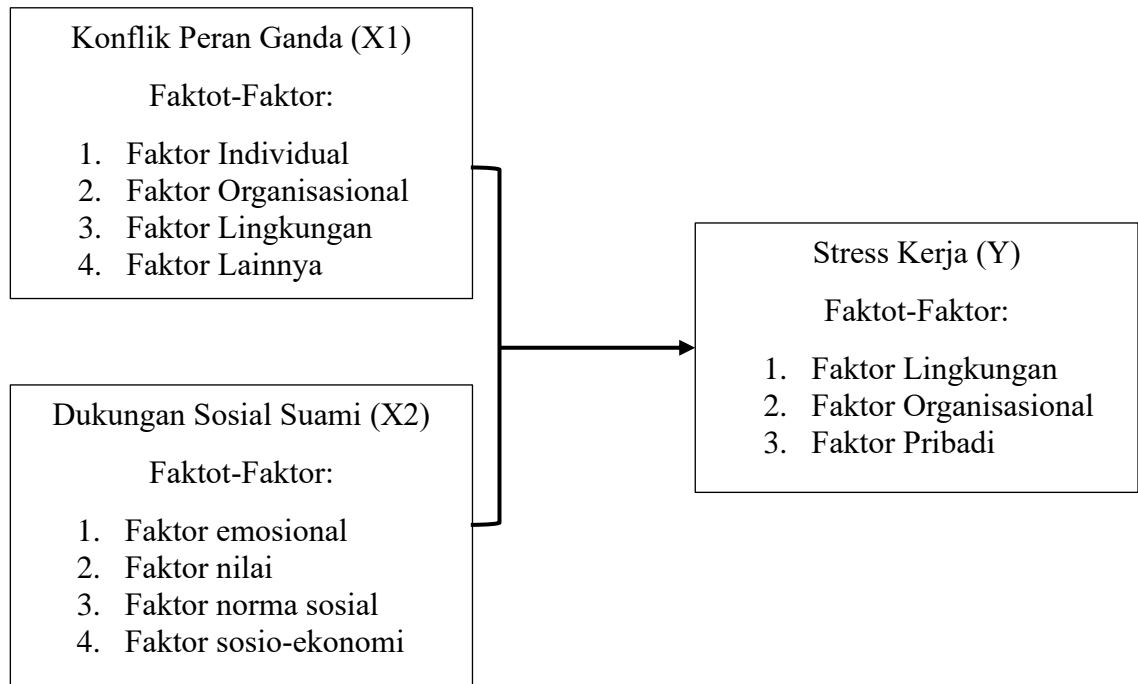 Konflik Peran Ganda (X1)
Faktot-Faktor:
1. Faktor Individual
2. Faktor Organisasional
3. Faktor Lingkungan
4. Faktor Lainnya
Dukungan Sosial Suami (X2)
Faktot-Faktor:
1. Faktor emosional
2. Faktor nilai
3. Faktor norma sosial
4. Faktor sosio-ekonomi
Stress Kerja (Y)
Faktot-Faktor:
1. Faktor Lingkungan
2. Faktor Organisasional
3. Faktor Pribadi